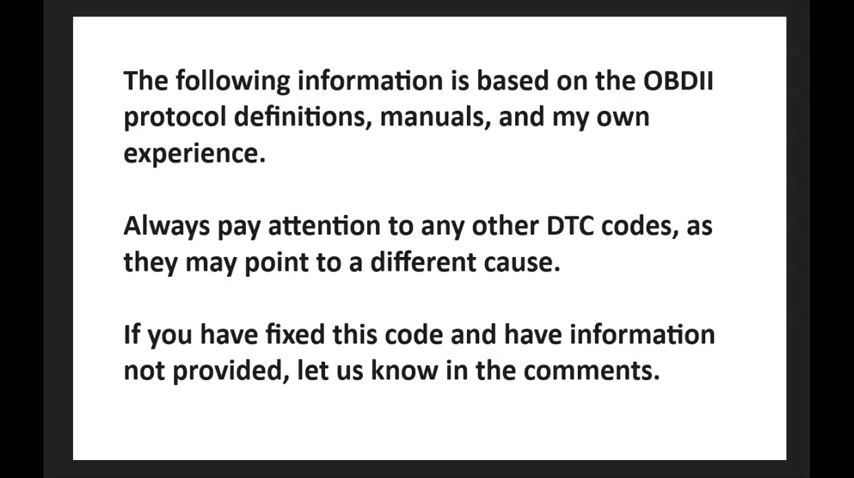 The following information is based on the OBDII
protocol definitions, manuals, and my own
experience.
Always pay attention to any other DTC codes, as
they may point to a different cause.
If you have fixed this code and have information
not provided, let us know in the comments.